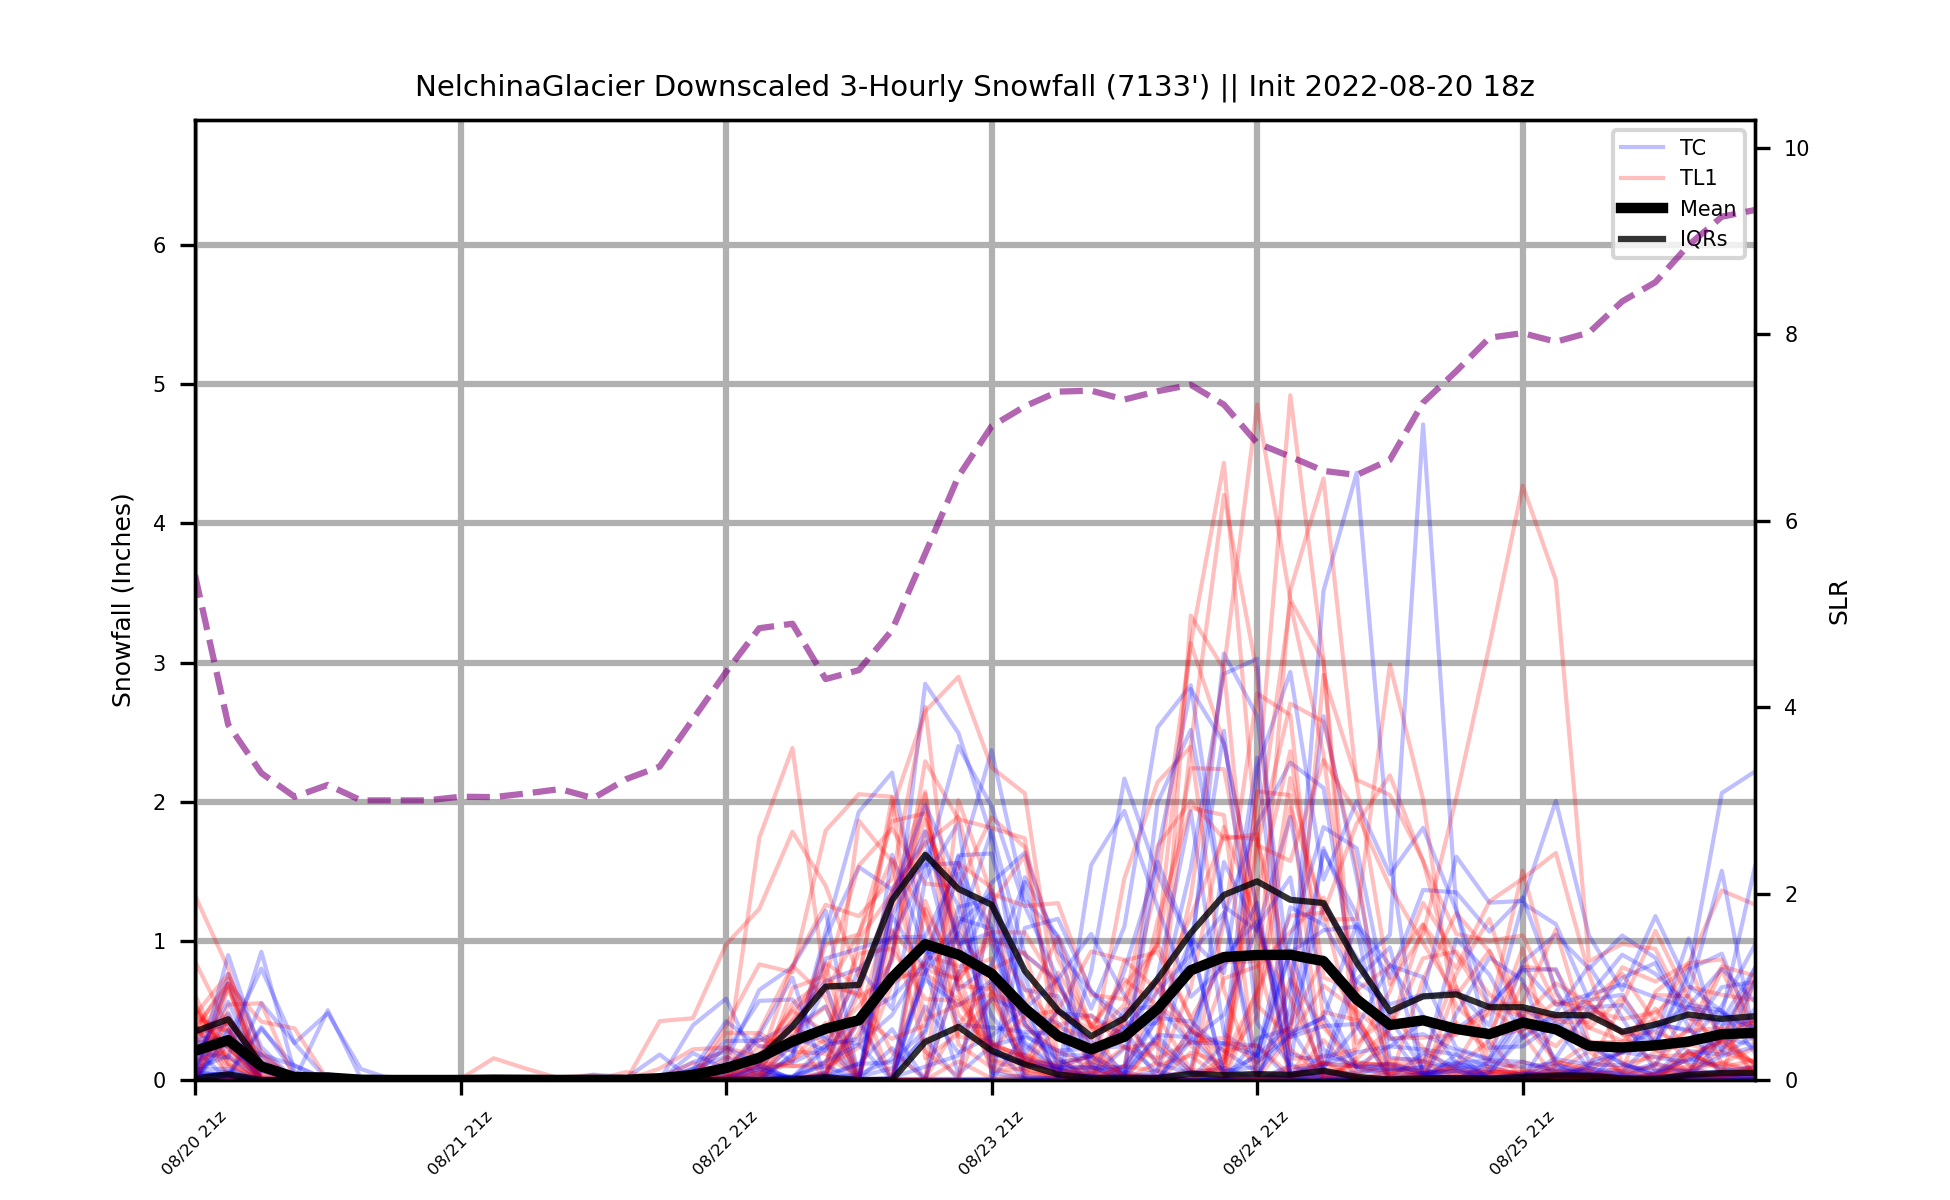 NelchinaGlacier Downscaled 3-Hourly Snowfall (7133') || Init 2022-08-20 18z
TC
TL1
Mean
IQRs
Snowfall (Inches)
6
5
4
3
2
1
0
10
8
6
4
2
0
SLR
08/20 21z
08/21 21z
08/22 21z
08/23 21z
08/24 21z
08/25 21z